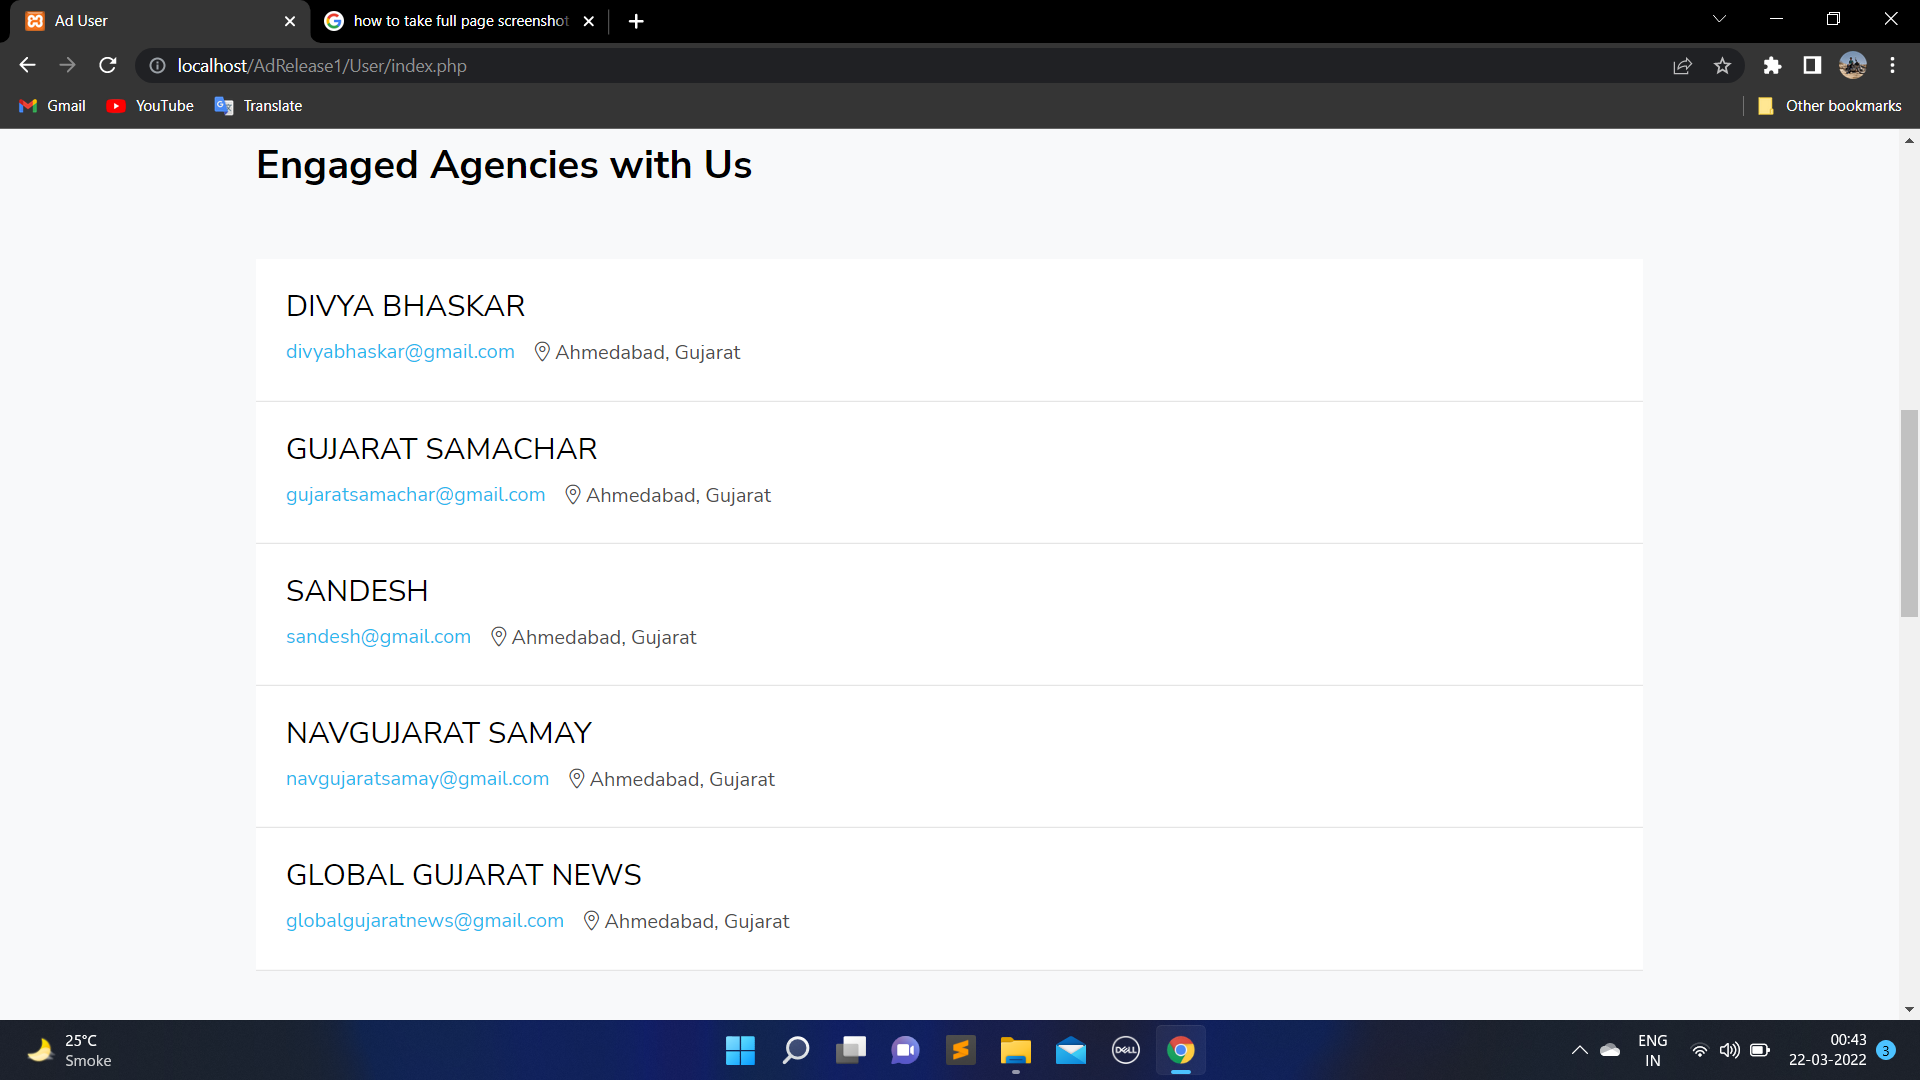 Ad User
how to take full page screenshot
localhost/AdRelease1/User/index.php
Gmail
YouTube
Translate
Other bookmarks
Engaged Agencies with Us
DIVYA BHASKAR
divyabhaskar@gmail.com Ahmedabad, Gujarat
GUJARAT SAMACHAR
gujaratsamachar@gmail.com Ahmedabad, Gujarat
SANDESH
sandesh@gmail.com Ahmedabad, Gujarat
NAVGUJARAT SAMAY
navgujaratsamay@gmail.com Ahmedabad, Gujarat
GLOBAL GUJARAT NEWS
globalgujaratnews@gmail.com Ahmedabad, Gujarat
25°C
Smoke
DELL
ENG
IN
00:43
22-03-2022
3